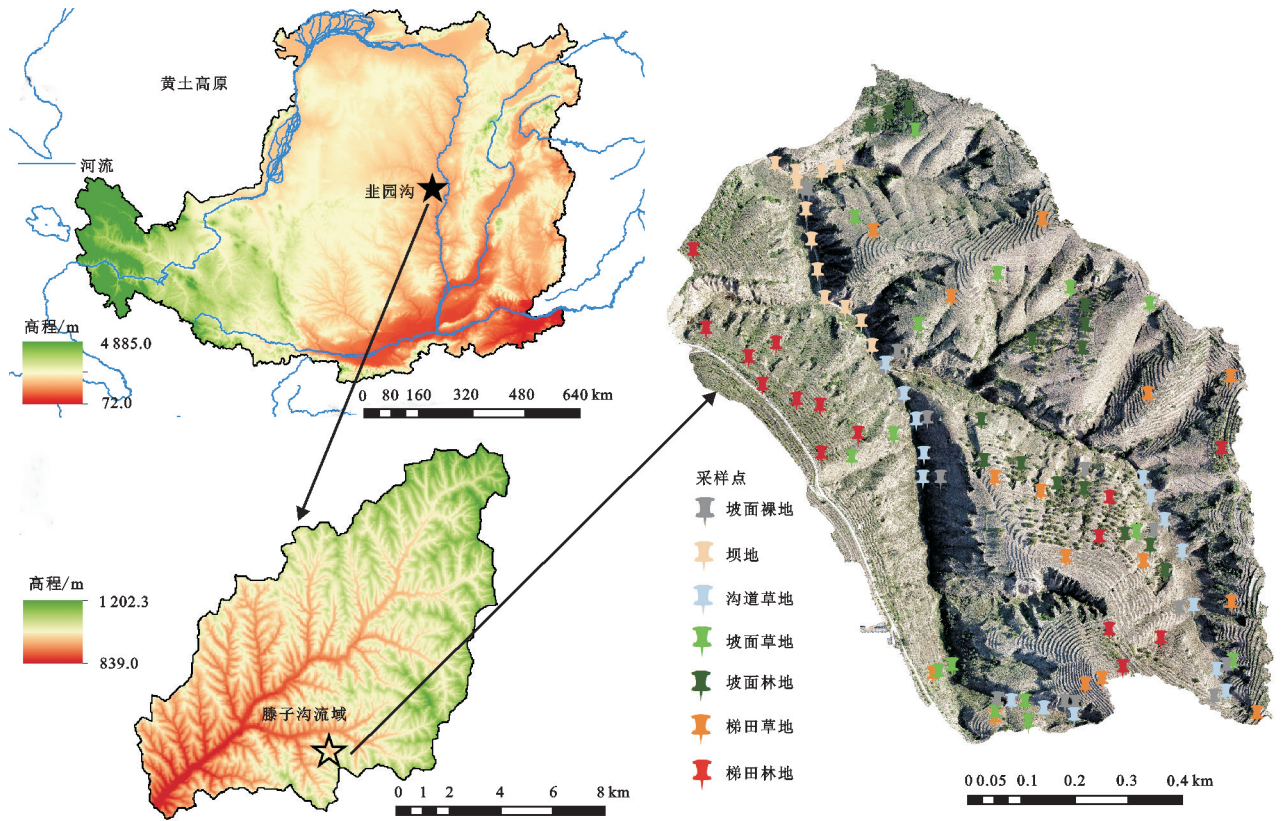 黄土高原
河流
韭园沟
高程/m
4 885.0
72.0
0 80 160 320 480 640 km
高程/m
1 202.3
839.0
滕子沟流域
0 1 2 4 6 8 km
采样点
坡面裸地
坝地
沟道草地
坡面草地
坡面林地
梯田草地
梯田林地
0 0.05 0.1 0.2 0.3 0.4 km